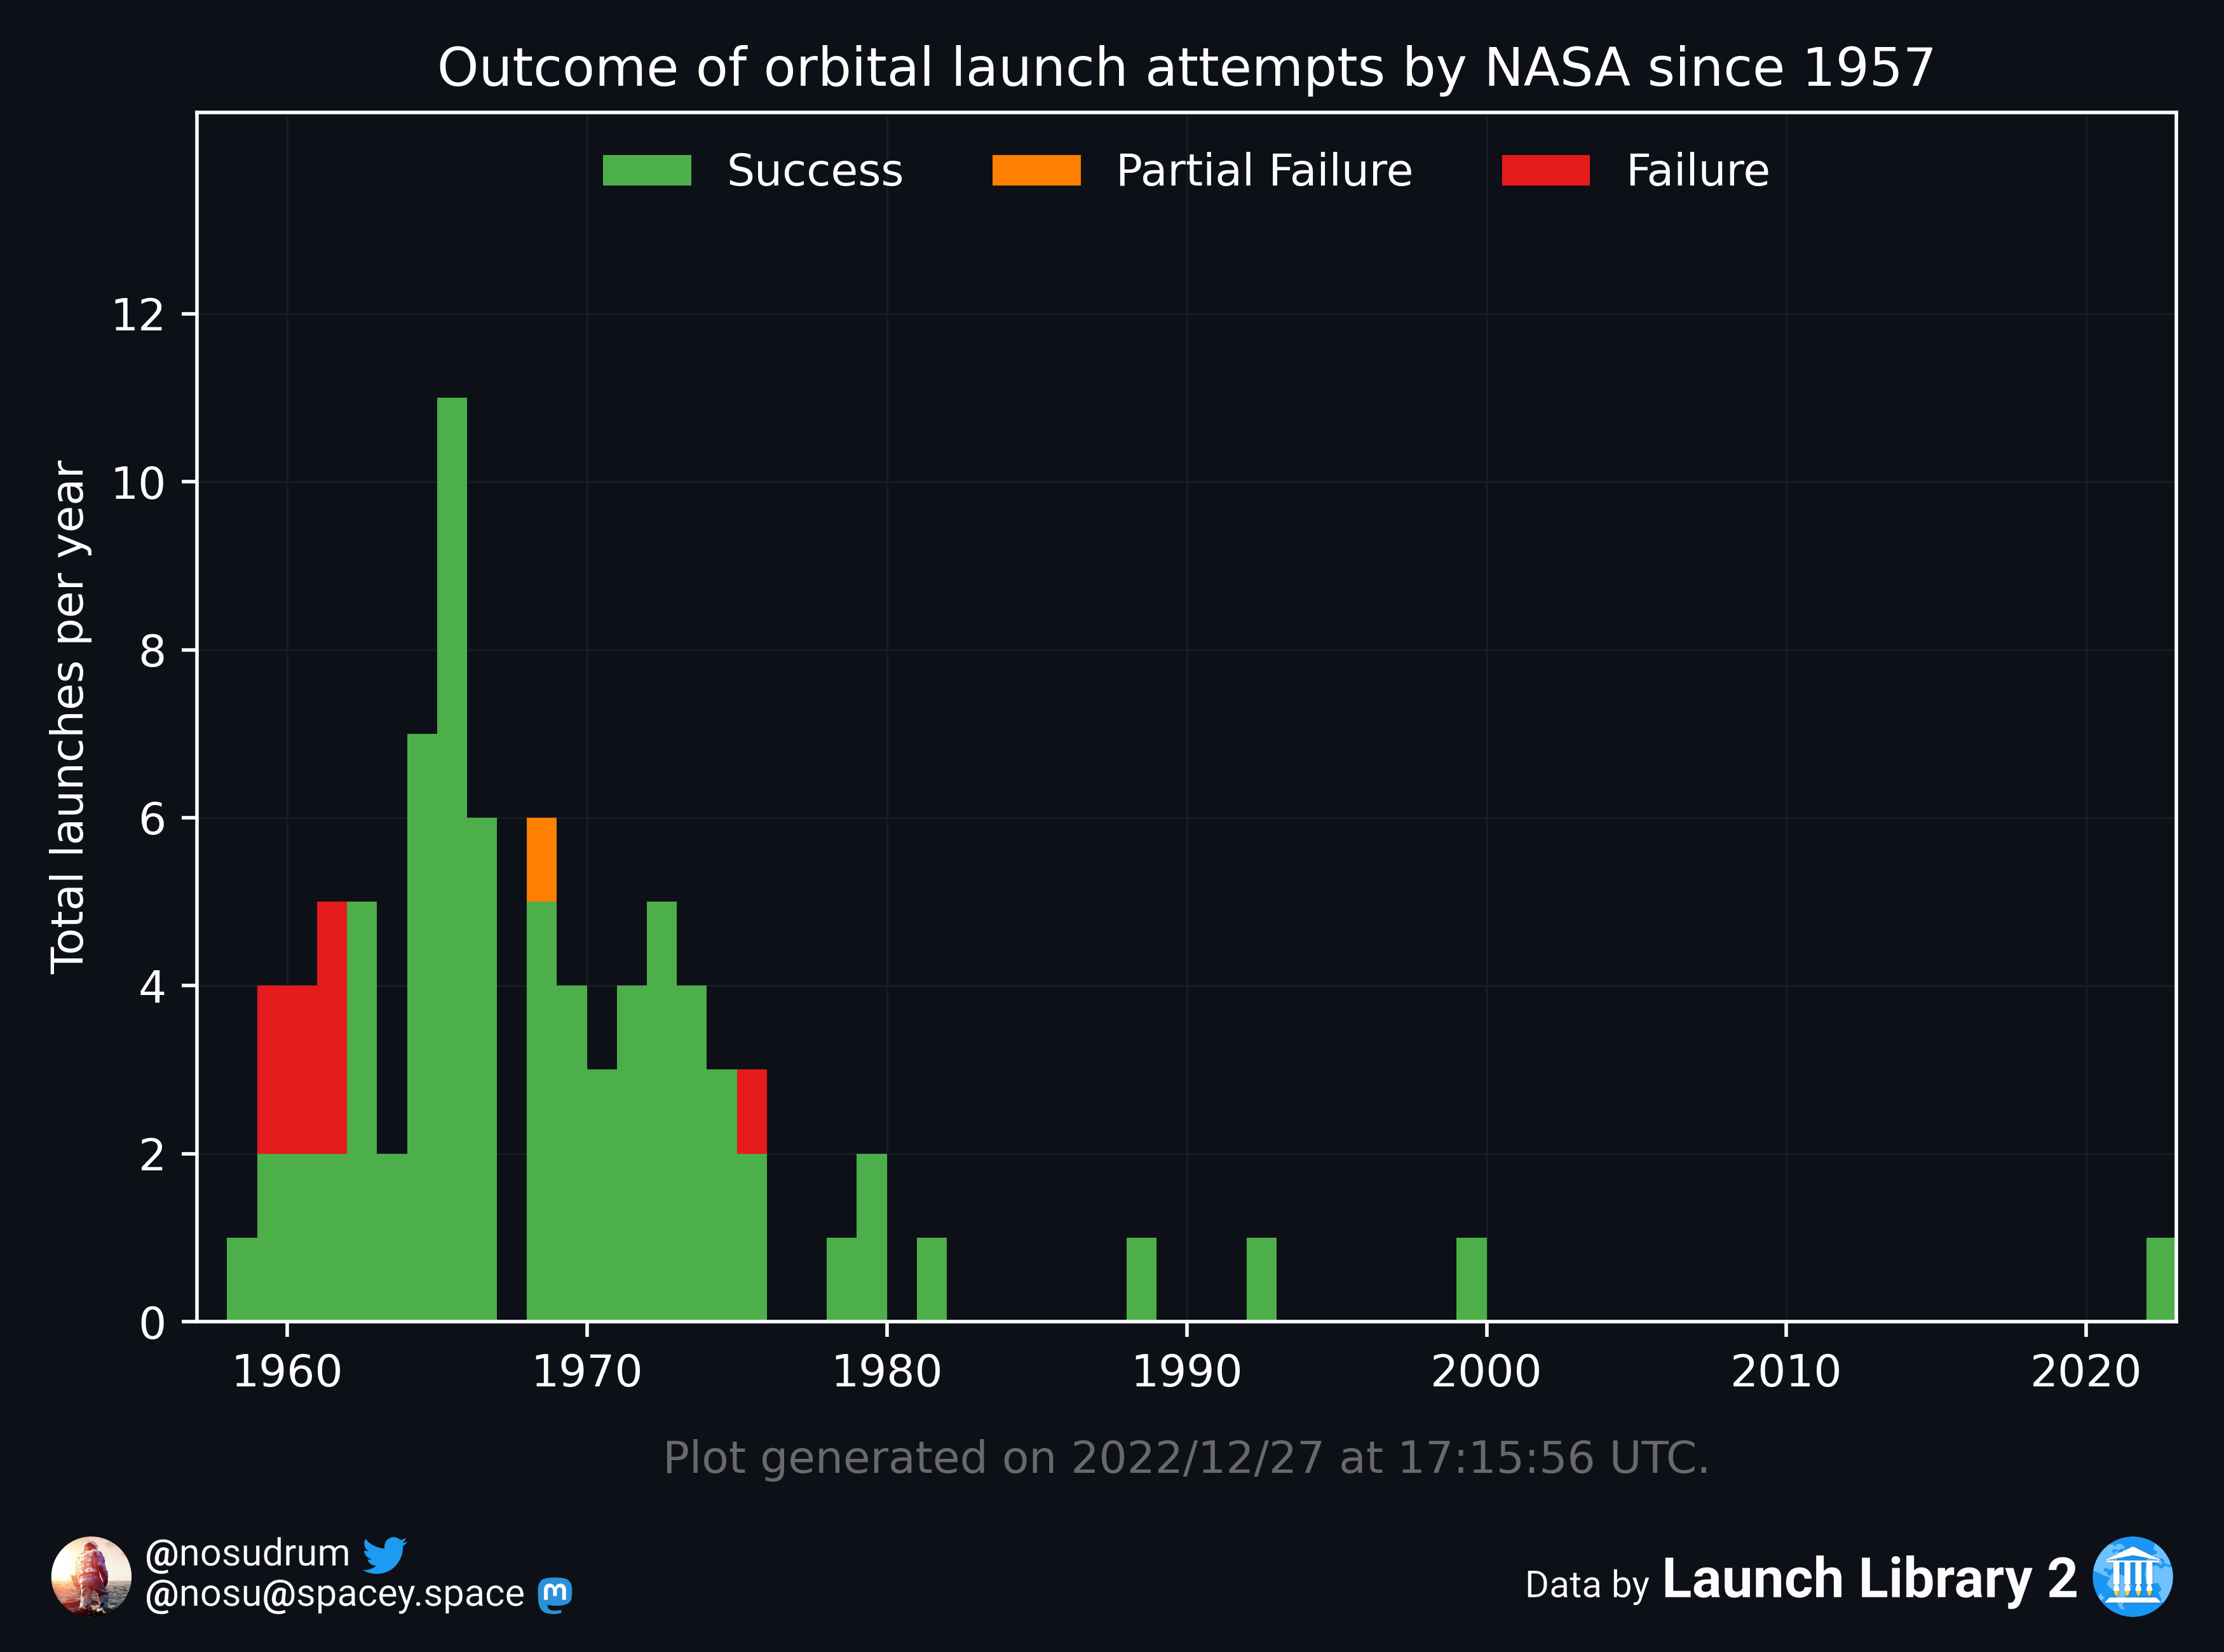 Outcome of orbital launch attempts by NASA since 1957
Success Partial Failure Failure
Total launches per year
12
10
8
6
4
2
0
1960 1970 1980 1990 2000 2010 2020
Plot generated on 2022/12/27 at 17:15:56 UTC.
@nosudrum
@nosu@spacey.space
Data by Launch Library 2